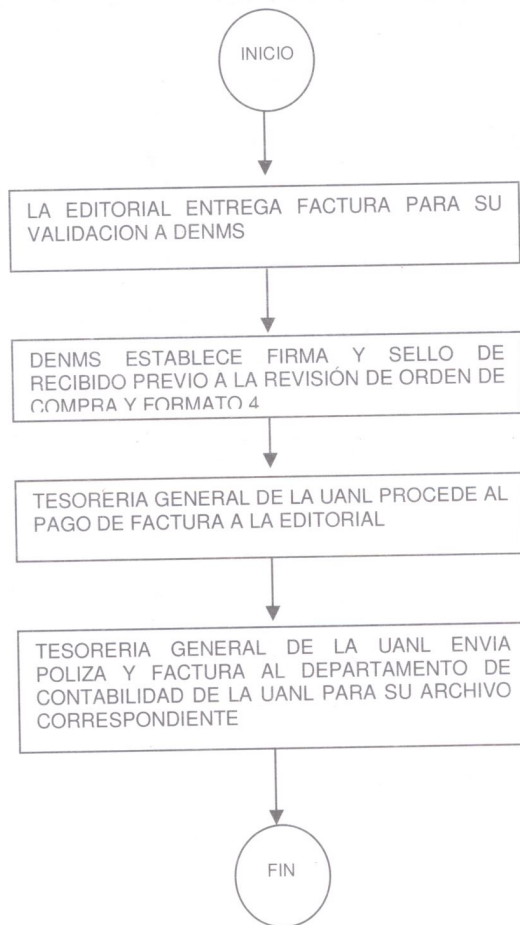 INICIO
LA EDITORIAL ENTREGA FACTURA PARA SU
VALIDACION A DENMS
DENMS ESTABLECE FIRMA Y SELLO DE
RECIBIDO PREVIO A LA REVISIÓN DE ORDEN DE
COMPRA Y FORMATO 4
TESORERIA GENERAL DE LA UANL PROCEDE AL
PAGO DE FACTURA A LA EDITORIAL
TESORERIA GENERAL DE LA UANL ENVIA
POLIZA Y FACTURA AL DEPARTAMENTO DE
CONTABILIDAD DE LA UANL PARA SU ARCHIVO
CORRESPONDIENTE
FIN